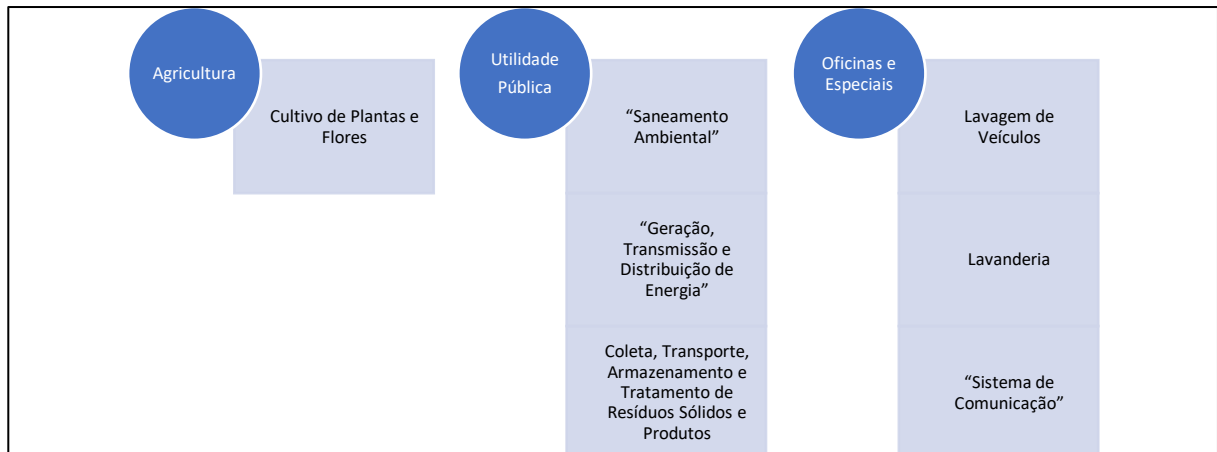 Agricultura
Cultivo de Plantas e
Flores
Utilidade
Pública
“Saneamento
Ambiental”
“Geração,
Transmissão e
Distribuição de
Energia”
Coleta, Transporte,
Armazenamento e
Tratamento de
Resíduos Sólidos e
Produtos
Oficinas e
Especiais
Lavagem de
Veículos
Lavanderia
“Sistema de
Comunicação”